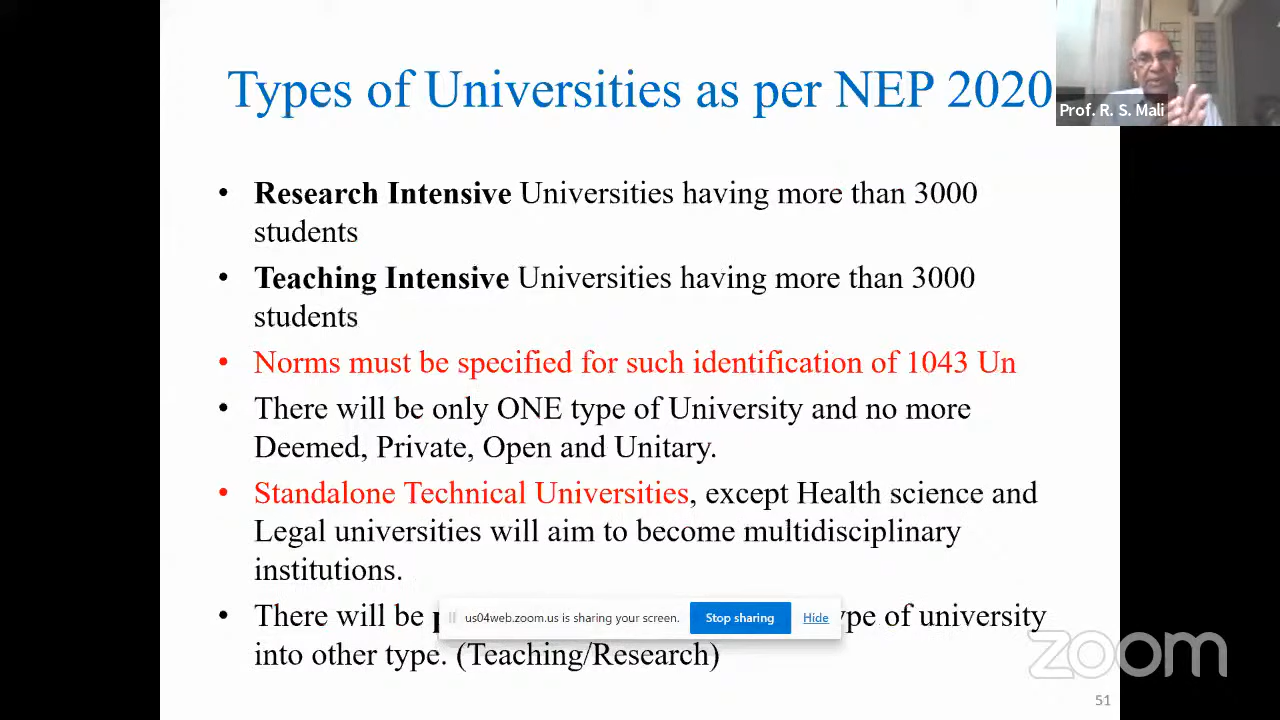 Types of Universities as per NEP 2020
Prof. R. S. Mali
• Research Intensive Universities having more than 3000
students
• Teaching Intensive Universities having more than 3000
students
• Norms must be specified for such identification of 1043 Un
• There will be only ONE type of University and no more
Deemed, Private, Open and Unitary.
• Standalone Technical Universities, except Health science and
Legal universities will aim to become multidisciplinary
institutions.
• There will be
of university
us04web.zoom.us is sharing your screen. Stop sharing Hide
into other type. (Teaching/Research)
zoom
51